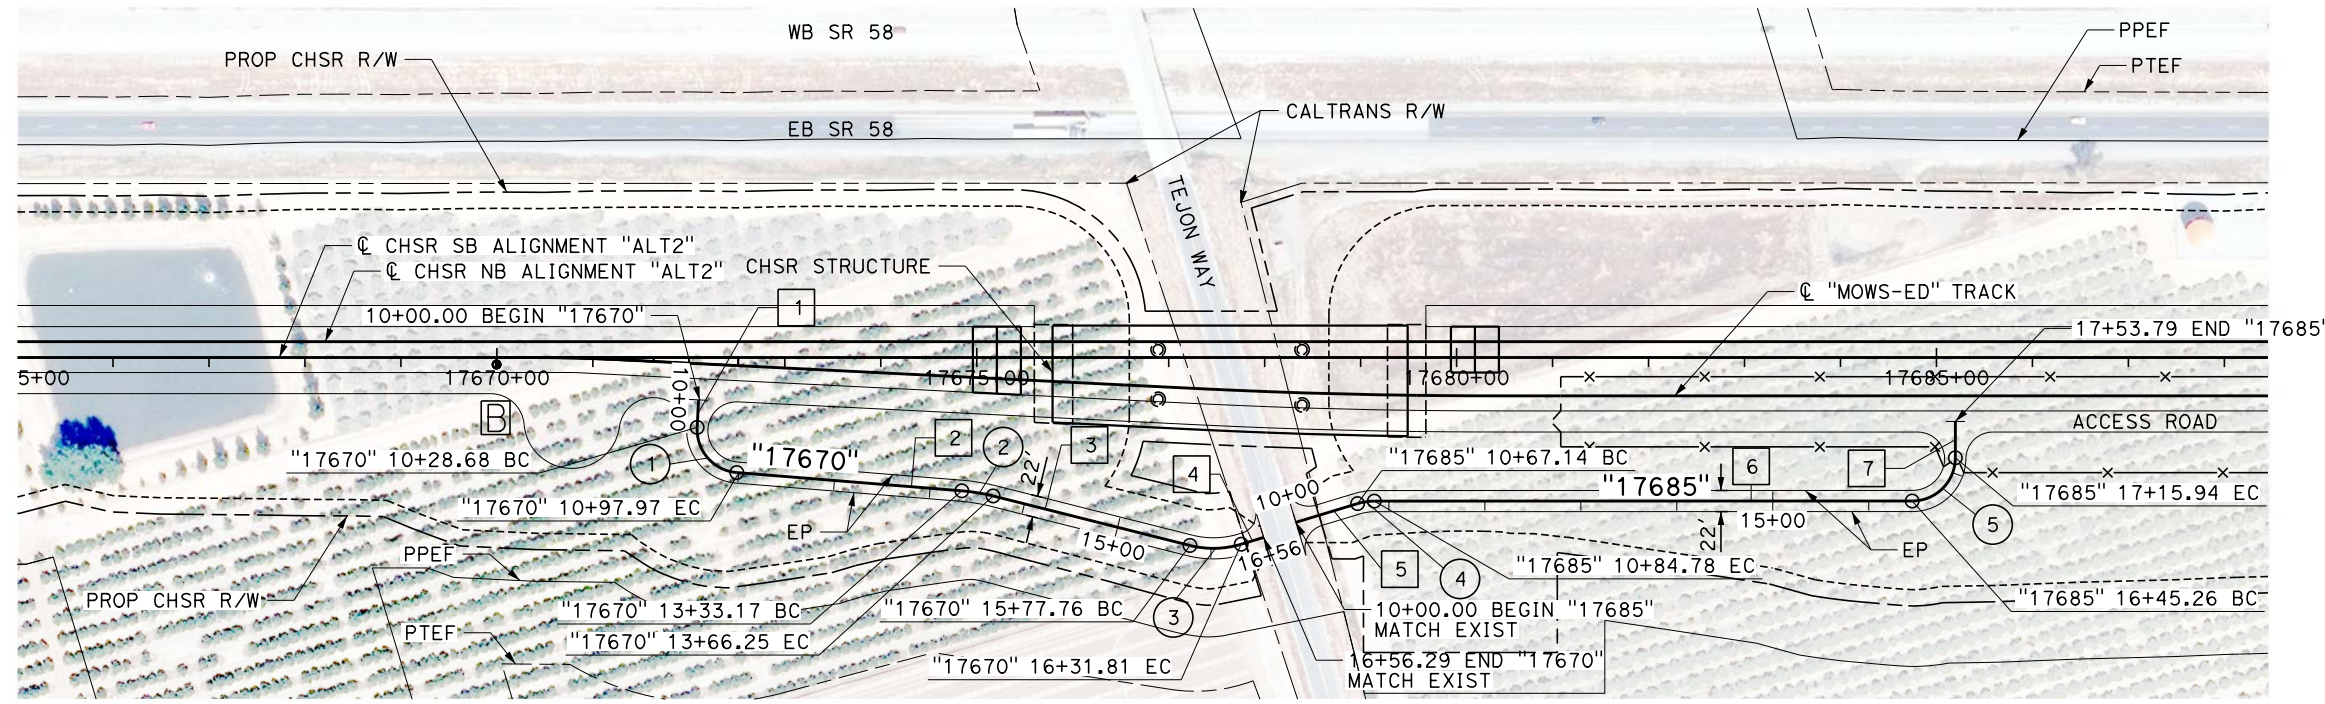 WB SR 58
PPEF
PROP CHSR R/W
PTEF
CALTRANS R/W
EB SR 58
TEJON WAY
℄ CHSR SB ALIGNMENT "ALT2"
℄ CHSR NB ALIGNMENT "ALT2"
CHSR STRUCTURE
℄ "MOWS-ED" TRACK
1
10+00.00 BEGIN "17670"
17+53.79 END "17685"
5+00
17670+00
17675+00
17680+00
17685+00
10+00
B
ACCESS ROAD
"17670" 10+28.68 BC
1
"17670"
2
2
3
22'
4
"17685" 10+67.14 BC
6
7
"17685"
"17685" 17+15.94 EC
10+00
"17670" 10+97.97 EC
EP
15+00
15+00
22'
5
EP
PPEF
16+56
5
4
"17685" 10+84.78 EC
PROP CHSR R/W
"17670" 13+33.17 BC
"17670" 15+77.76 BC
3
10+00.00 BEGIN "17685"
MATCH EXIST
"17685" 16+45.26 BC
PTEF
"17670" 13+66.25 EC
"17670" 16+31.81 EC
16+56.29 END "17670"
MATCH EXIST